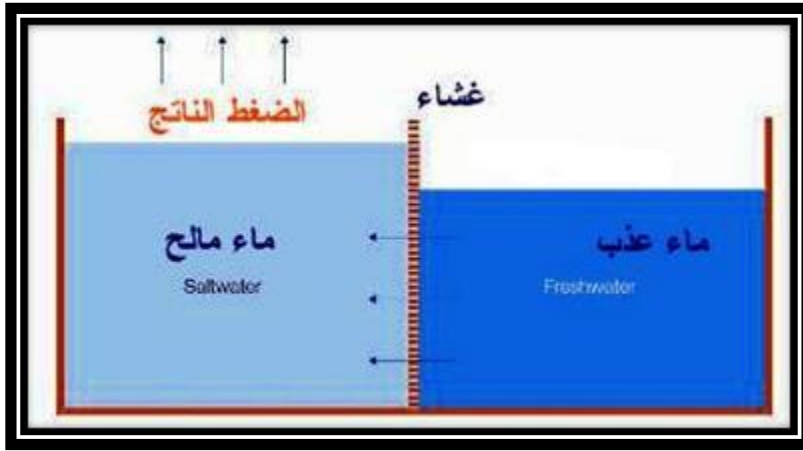 غشاء
الضغط الناتج
ماء عذب
ماء مالح
Saltwater
Freshwater